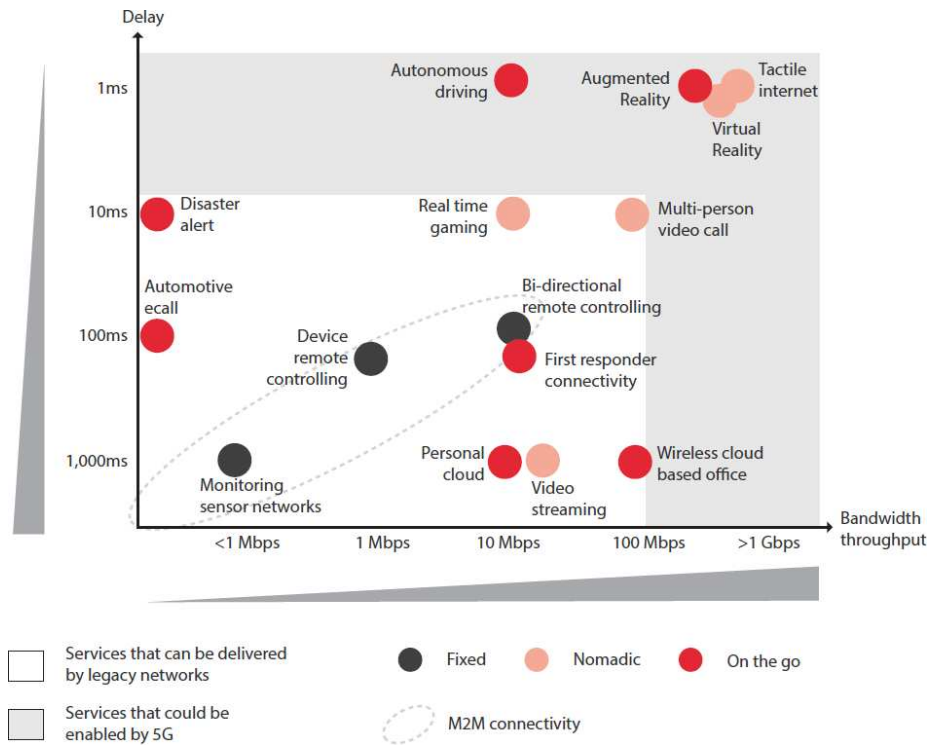 Delay
1ms
Autonomous
driving
Augmented
Reality
Tactile
internet
Virtual
Reality
10ms
Disaster
alert
Real time
gaming
Multi-person
video call
Automotive
ecall
Bi-directional
remote controlling
100ms
Device
remote
controlling
First responder
connectivity
1,000ms
Monitoring
sensor networks
Personal
cloud
Video
streaming
Wireless cloud
based office
<1 Mbps
1 Mbps
10 Mbps
100 Mbps
>1 Gbps
Bandwidth
throughput
Services that can be delivered
by legacy networks
Fixed
Nomadic
On the go
Services that could be
enabled by 5G
M2M connectivity